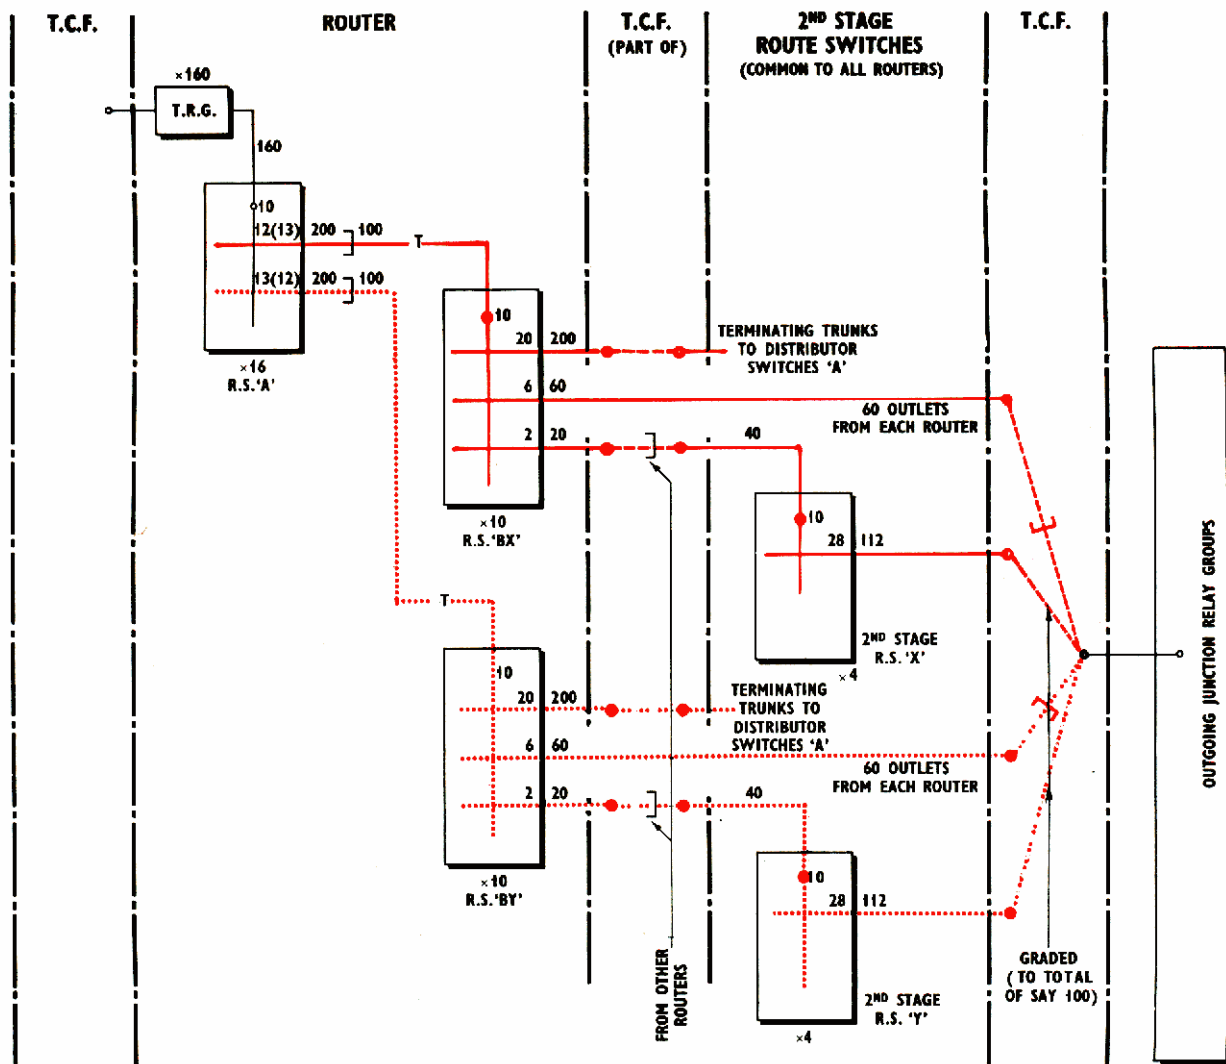 T.C.F.
ROUTER
T.C.F.
(PART OF)
2ND STAGE
ROUTE SWITCHES
(COMMON TO ALL ROUTERS)
T.C.F.
×160
T.R.G.
160
10
12(13) 200 100
T
13(12) 200 100
×16
R.S.'A'
10
20 200
TERMINATING TRUNKS
TO DISTRIBUTOR
SWITCHES 'A'
6 60
60 OUTLETS
FROM EACH ROUTER
2 20
40
×10
R.S.'BX'
10
28 112
2ND STAGE
R.S. 'X'
×4
T
10
20 200
TERMINATING
TRUNKS TO
DISTRIBUTOR
SWITCHES 'A'
6 60
60 OUTLETS
FROM EACH ROUTER
2 20
40
×10
R.S.'BY'
10
28 112
2ND STAGE
R.S. 'Y'
×4
FROM OTHER
ROUTERS
GRADED
(TO TOTAL
OF SAY 100)
OUTGOING JUNCTION RELAY GROUPS